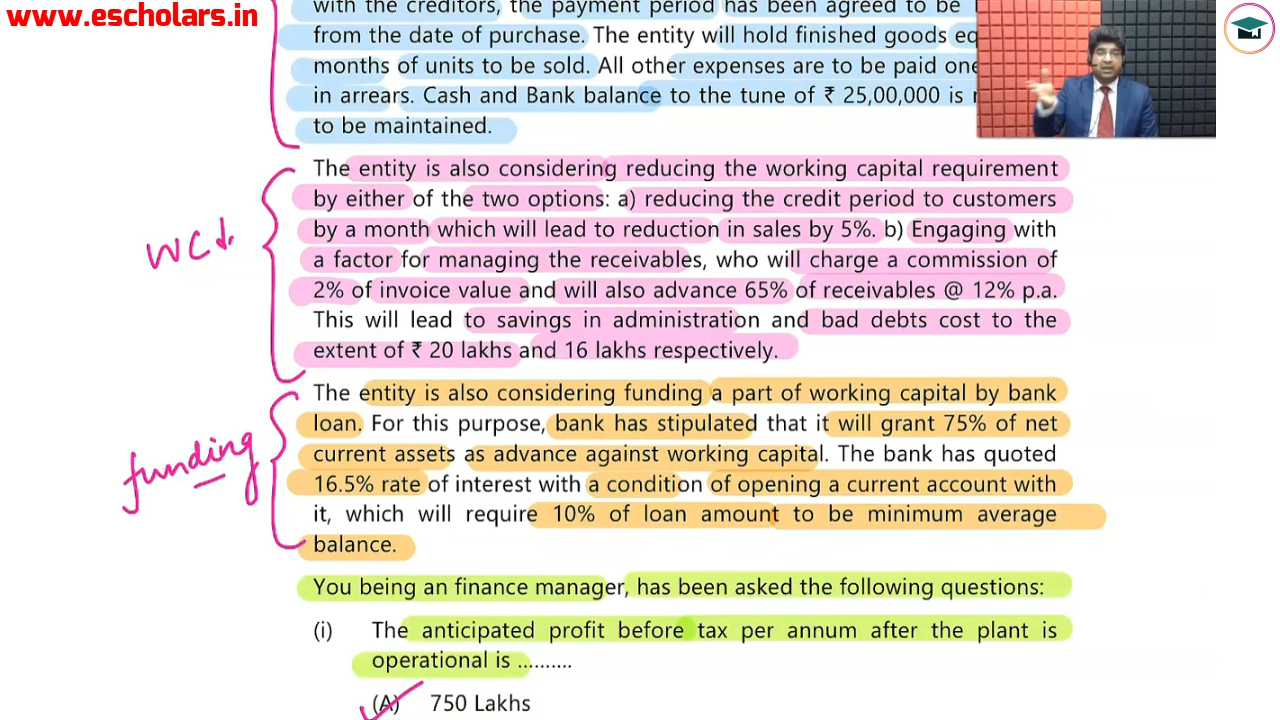 www.escholars.in
with the creditors, the payment period has been agreed to be
from the date of purchase. The entity will hold finished goods eq
months of units to be sold. All other expenses are to be paid one
in arrears. Cash and Bank balance to the tune of ₹ 25,00,000 is
to be maintained.
The entity is also considering reducing the working capital requirement
by either of the two options: a) reducing the credit period to customers
by a month which will lead to reduction in sales by 5%. b) Engaging with
a factor for managing the receivables, who will charge a commission of
WC↓.
2% of invoice value and will also advance 65% of receivables @ 12% p.a.
This will lead to savings in administration and bad debts cost to the
extent of ₹ 20 lakhs and 16 lakhs respectively.
The entity is also considering funding a part of working capital by bank
loan. For this purpose, bank has stipulated that it will grant 75% of net
current assets as advance against working capital. The bank has quoted
funding
16.5% rate of interest with a condition of opening a current account with
it, which will require 10% of loan amount to be minimum average
balance.
You being an finance manager, has been asked the following questions:
(i) The anticipated profit before tax per annum after the plant is
operational is ..........
(A) 750 Lakhs